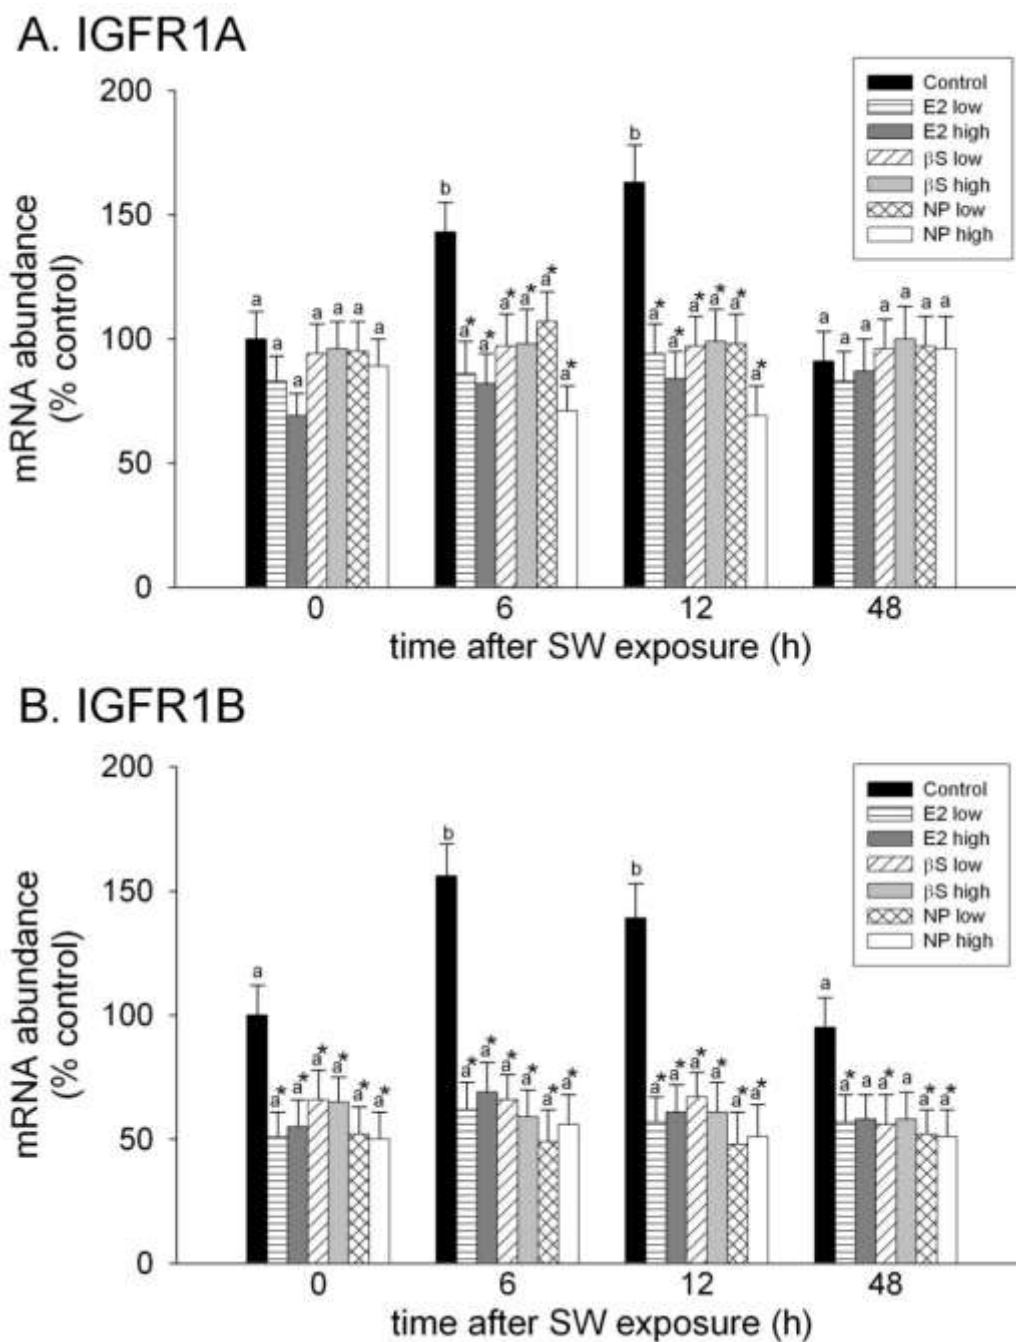 A. IGFR1A
mRNA abundance
(% control)
200
150
100
50
0
Control
E2 low
E2 high
βS low
βS high
NP low
NP high
a a a a a a a
b a* a* a* a* a* a*
b a* a* a* a* a* a*
a a a a a a a
0 6 12 48
time after SW exposure (h)
B. IGFR1B
mRNA abundance
(% control)
200
150
100
50
0
Control
E2 low
E2 high
βS low
βS high
NP low
NP high
a a* a* a* a* a* a*
b a* a* a* a* a* a*
b a* a* a* a* a* a*
a a* a a* a a* a*
0 6 12 48
time after SW exposure (h)